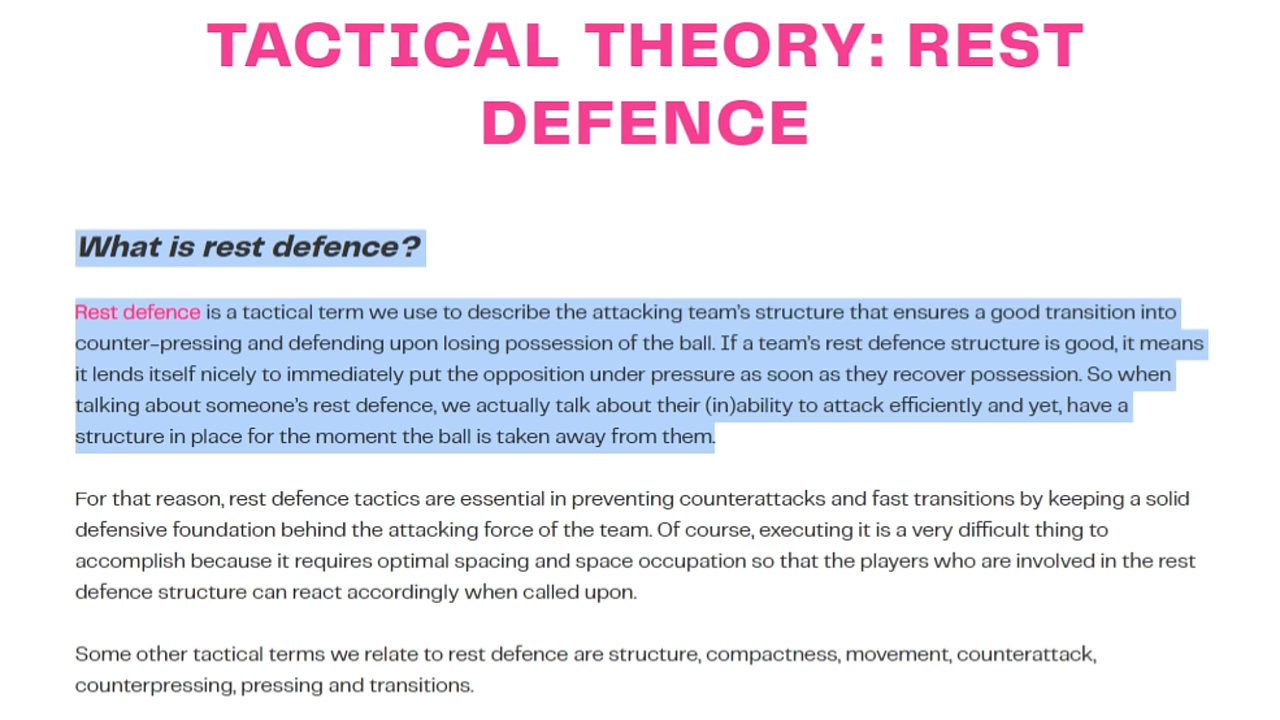 TACTICAL THEORY: REST
DEFENCE
What is rest defence?
Rest defence is a tactical term we use to describe the attacking team's structure that ensures a good transition into
counter-pressing and defending upon losing possession of the ball. If a team's rest defence structure is good, it means
it lends itself nicely to immediately put the opposition under pressure as soon as they recover possession. So when
talking about someone's rest defence, we actually talk about their (in)ability to attack efficiently and yet, have a
structure in place for the moment the ball is taken away from them.
For that reason, rest defence tactics are essential in preventing counterattacks and fast transitions by keeping a solid
defensive foundation behind the attacking force of the team. Of course, executing it is a very difficult thing to
accomplish because it requires optimal spacing and space occupation so that the players who are involved in the rest
defence structure can react accordingly when called upon.
Some other tactical terms we relate to rest defence are structure, compactness, movement, counterattack,
counterpressing, pressing and transitions.